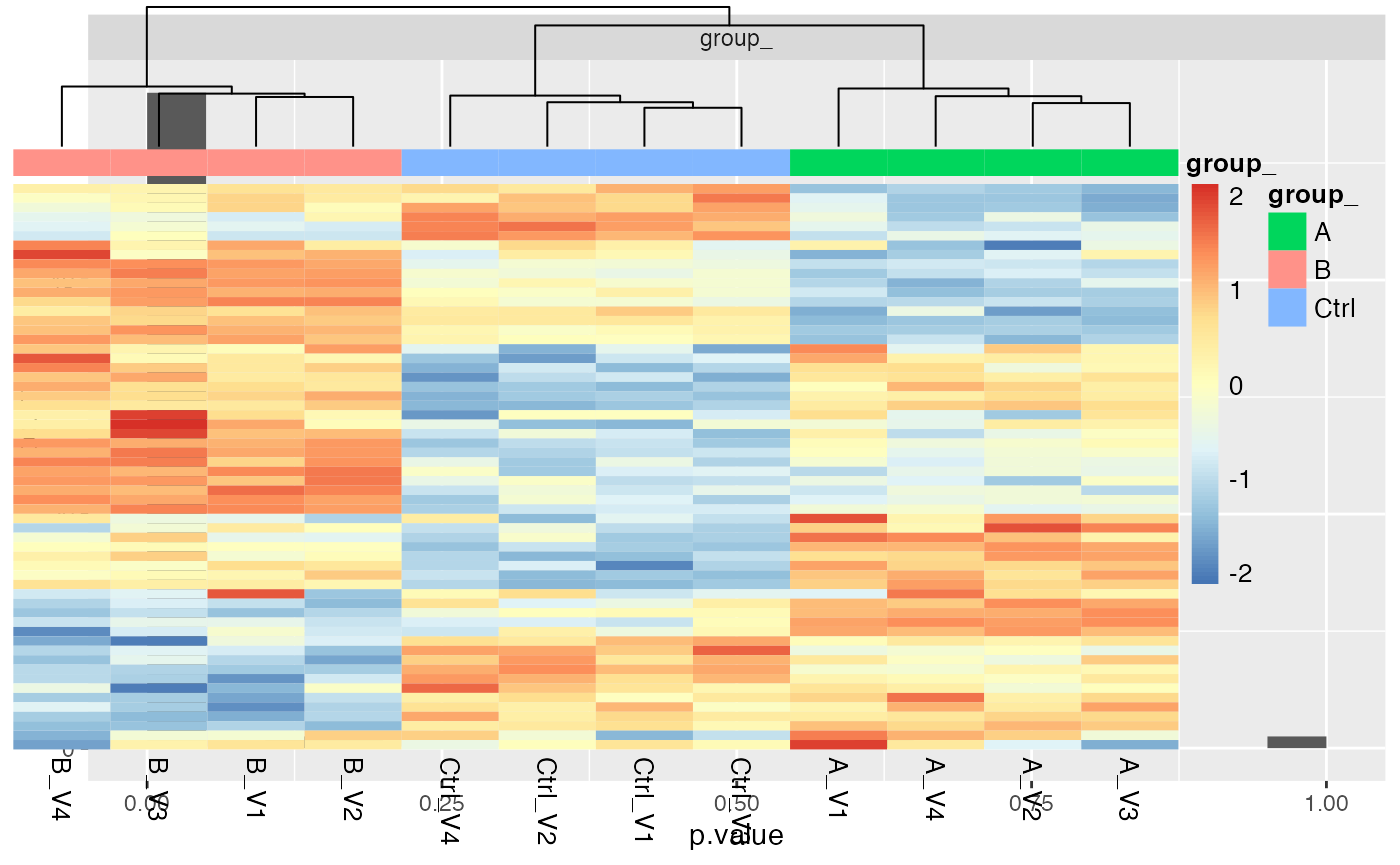 group_
group_
2
1
0
-1
-2
group_
A
B
Ctrl
B_V4
B_V3
B_V1
B_V2
Ctrl_V4
Ctrl_V2
Ctrl_V1
A_V1
A_V4
A_V2
A_V3
0.00
0.25
0.50
0.75
1.00
p.value